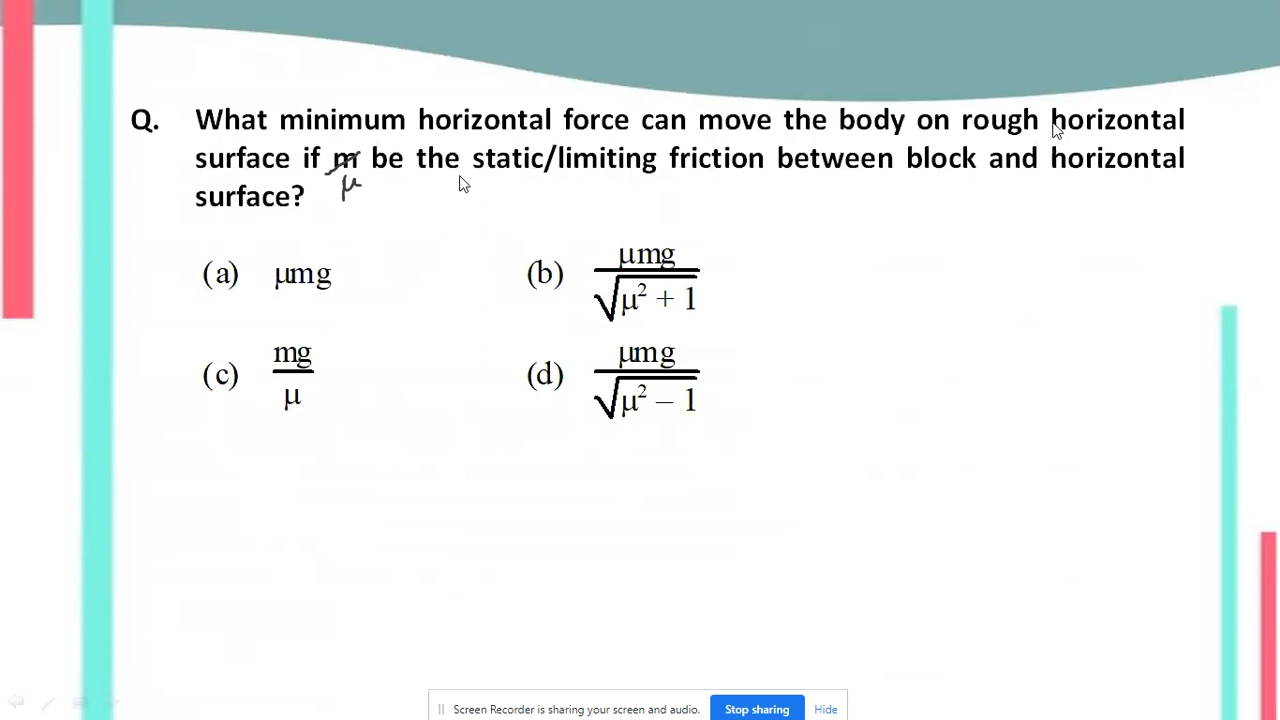 Q. What minimum horizontal force can move the body on rough horizontal
surface if m be the static/limiting friction between block and horizontal
μ
surface?
(a) μmg (b) μmg / √(μ² + 1)
(c) mg / μ (d) μmg / √(μ² − 1)
Screen Recorder is sharing your screen and audio. Stop sharing Hide